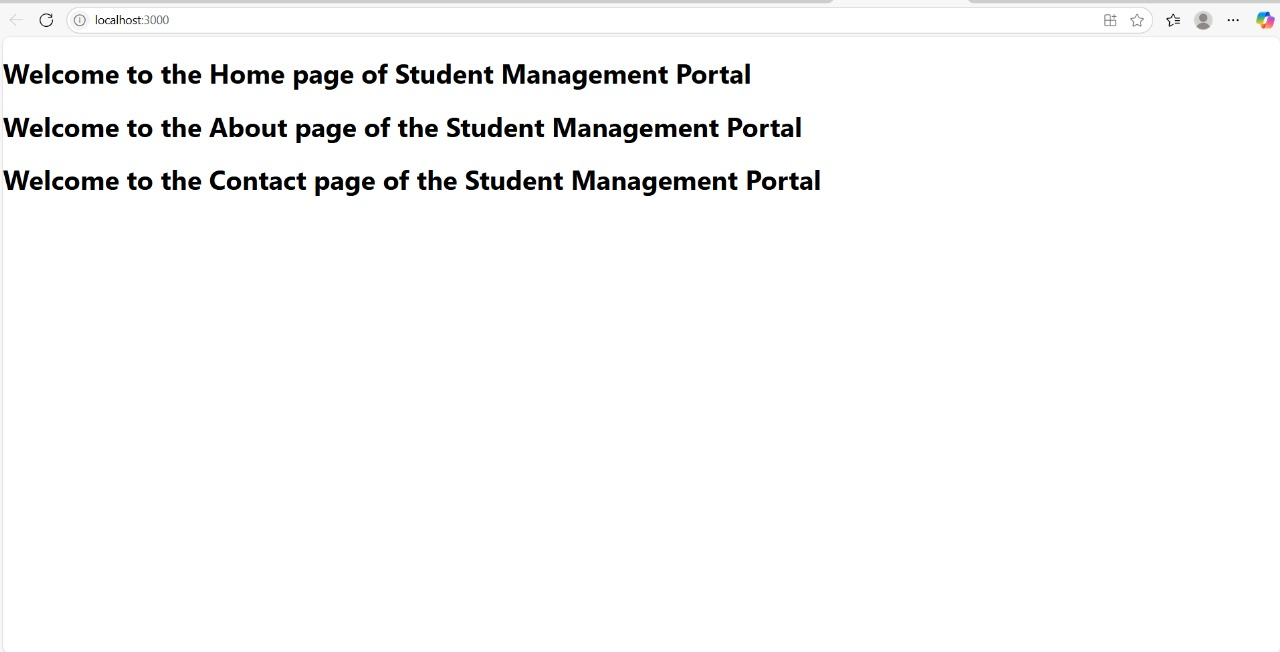 localhost:3000
Welcome to the Home page of Student Management Portal
Welcome to the About page of the Student Management Portal
Welcome to the Contact page of the Student Management Portal